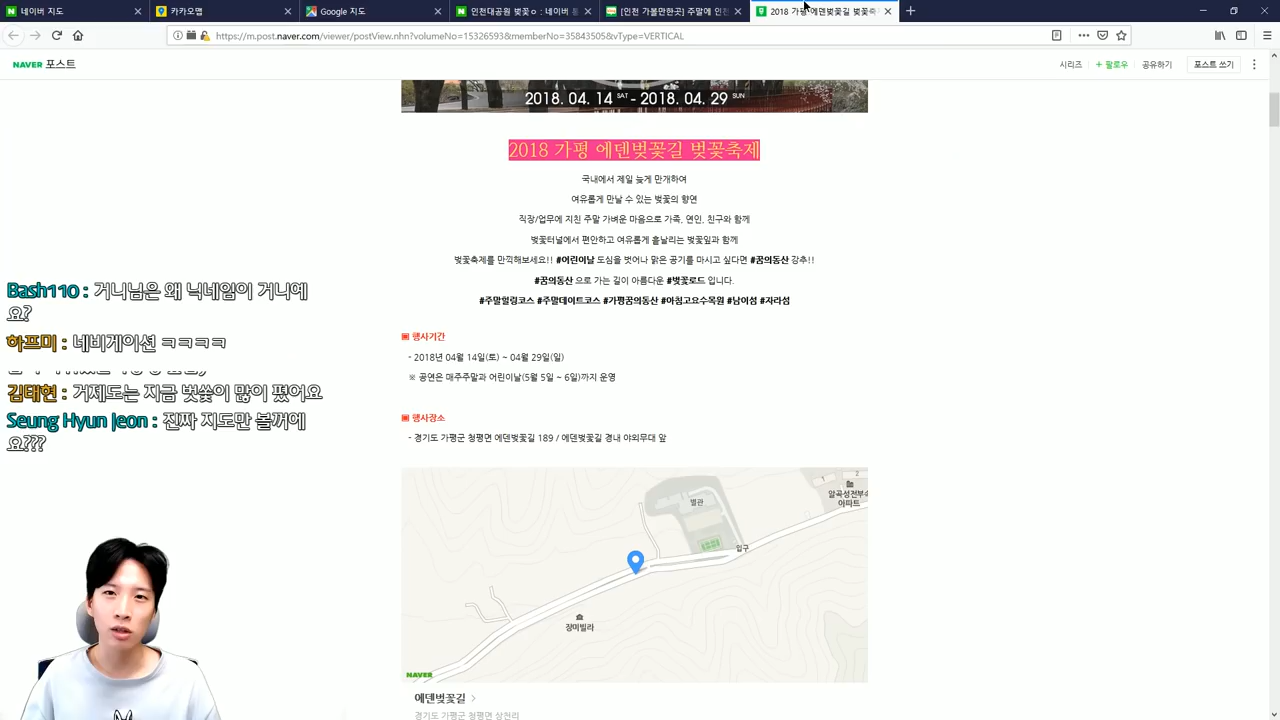 네이버 지도
카카오맵
Google 지도
인천대공원 벚꽃ㅇ : 네이버
[인천 가볼만한곳] 주말에 인천
2018 가평 에덴벚꽃길 벚꽃축
https://m.post.naver.com/viewer/postView.nhn?volumeNo=15326593&memberNo=35843505&vType=VERTICAL
NAVER 포스트
시리즈
+ 팔로우
공유하기
포스트 쓰기
2018. 04. 14 SAT - 2018. 04. 29 SUN
2018 가평 에덴벚꽃길 벚꽃축제
국내에서 제일 늦게 만개하여
여유롭게 만날 수 있는 벚꽃의 향연
직장/업무에 지친 주말 가벼운 마음으로 가족, 연인, 친구와 함께
벚꽃터널에서 편안하고 여유롭게 흩날리는 벚꽃잎과 함께
벚꽃축제를 만끽해보세요!! #어린이날 도심을 벗어나 맑은 공기를 마시고 싶다면 #꿈의동산 강추!!
#꿈의동산 으로 가는 길이 아름다운 #벚꽃로드 입니다.
#주말힐링코스 #주말데이트코스 #가평꿈의동산 #아침고요수목원 #남이섬 #자라섬
▣ 행사기간
- 2018년 04월 14일(토) ~ 04월 29일(일)
※ 공연은 매주주말과 어린이날(5월 5일 ~ 6일)까지 운영
▣ 행사장소
- 경기도 가평군 청평면 에덴벚꽃길 189 / 에덴벚꽃길 경내 야외무대 앞
별관
1
2
알곡성전부속
아파트
입구
장미빌라
NAVER
에덴벚꽃길
경기도 가평군 청평면 상천리
Bash110 : 거니님은 왜 닉네임이 거니에
요?
하프미 : 네비게이션 ㅋㅋㅋㅋ
김태현 : 거제도는 지금 벗꽃이 많이 폈어요
Seung Hyun Jeon : 진짜 지도만 볼꺼에
요???